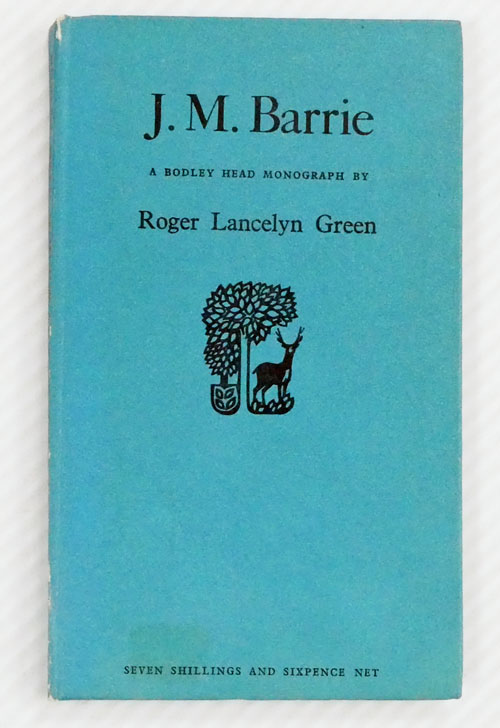 J. M. Barrie
A BODLEY HEAD MONOGRAPH BY
Roger Lancelyn Green
SEVEN SHILLINGS AND SIXPENCE NET